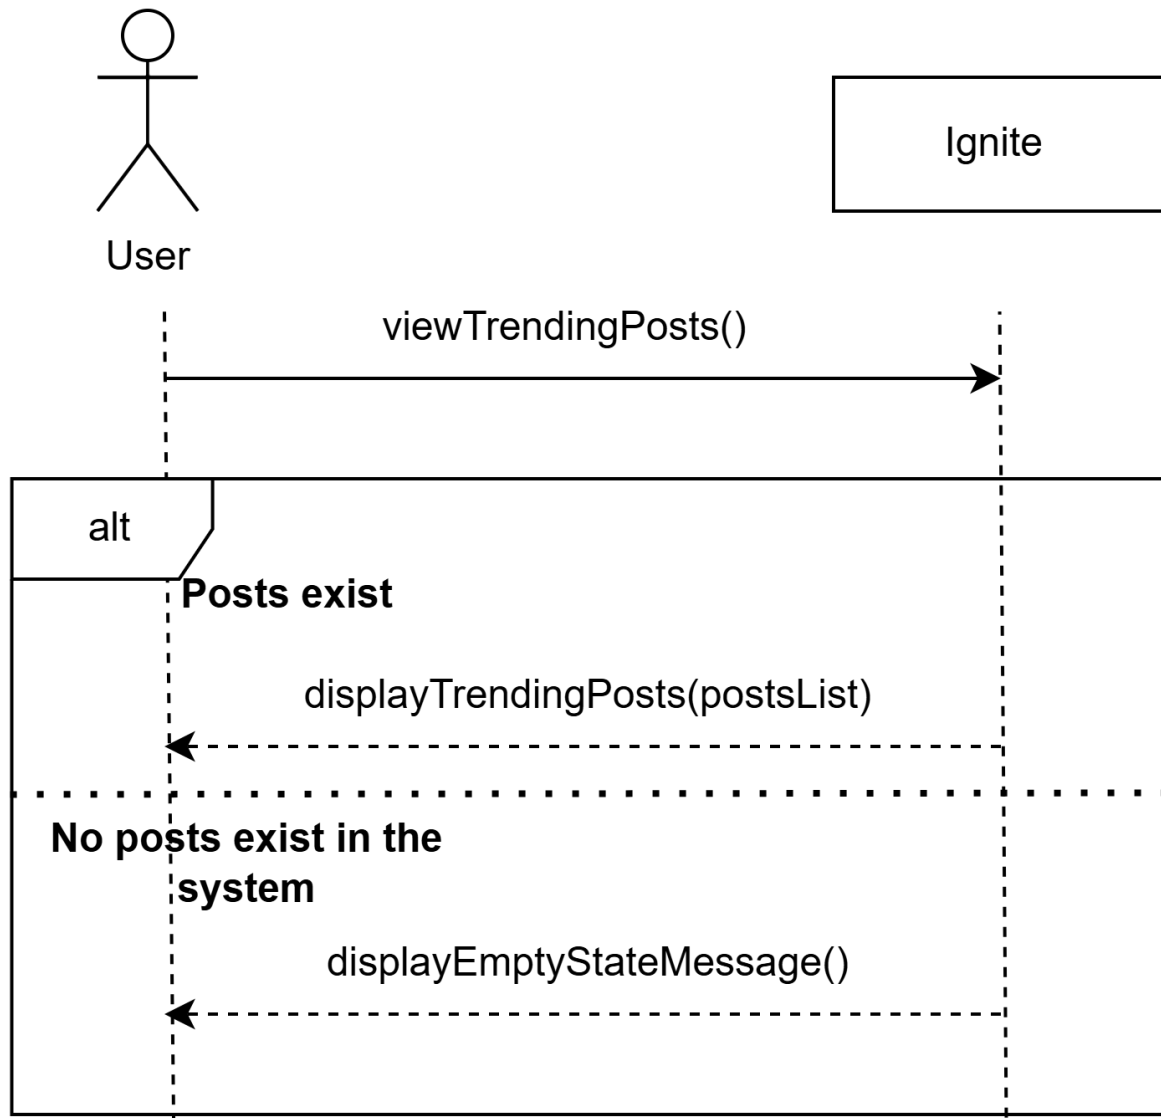 Ignite
User
viewTrendingPosts()
alt
Posts exist
displayTrendingPosts(postsList)
No posts exist in the
system
displayEmptyStateMessage()